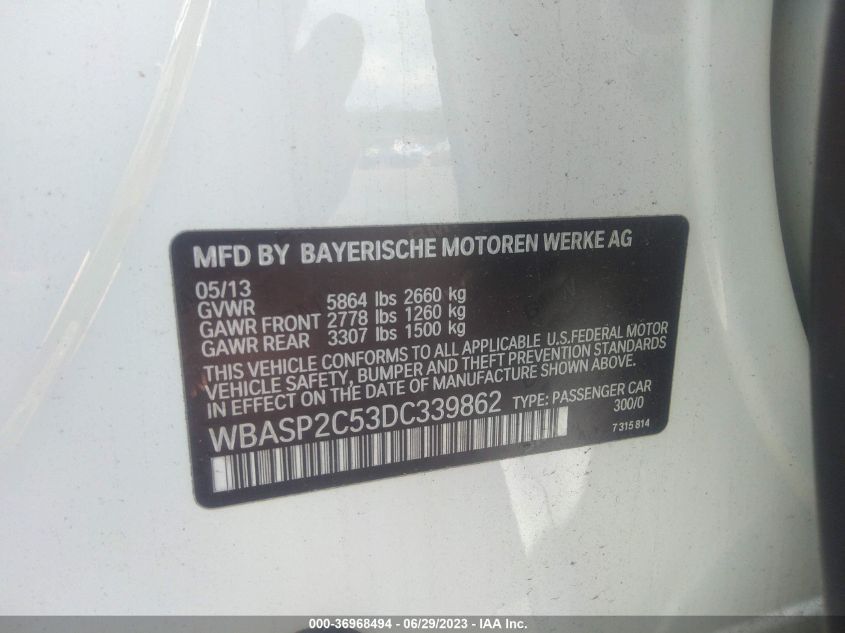 MFD BY BAYERISCHE MOTOREN WERKE AG
05/13
GVWR 5864 lbs 2660 kg
GAWR FRONT 2778 lbs 1260 kg
GAWR REAR 3307 lbs 1500 kg
THIS VEHICLE CONFORMS TO ALL APPLICABLE U.S.FEDERAL MOTOR
VEHICLE SAFETY, BUMPER AND THEFT PREVENTION STANDARDS
IN EFFECT ON THE DATE OF MANUFACTURE SHOWN ABOVE.
WBASP2C53DC339862 TYPE: PASSENGER CAR
300/0
7 315 814
000-36968494 - 06/29/2023 - © IAA, Inc.